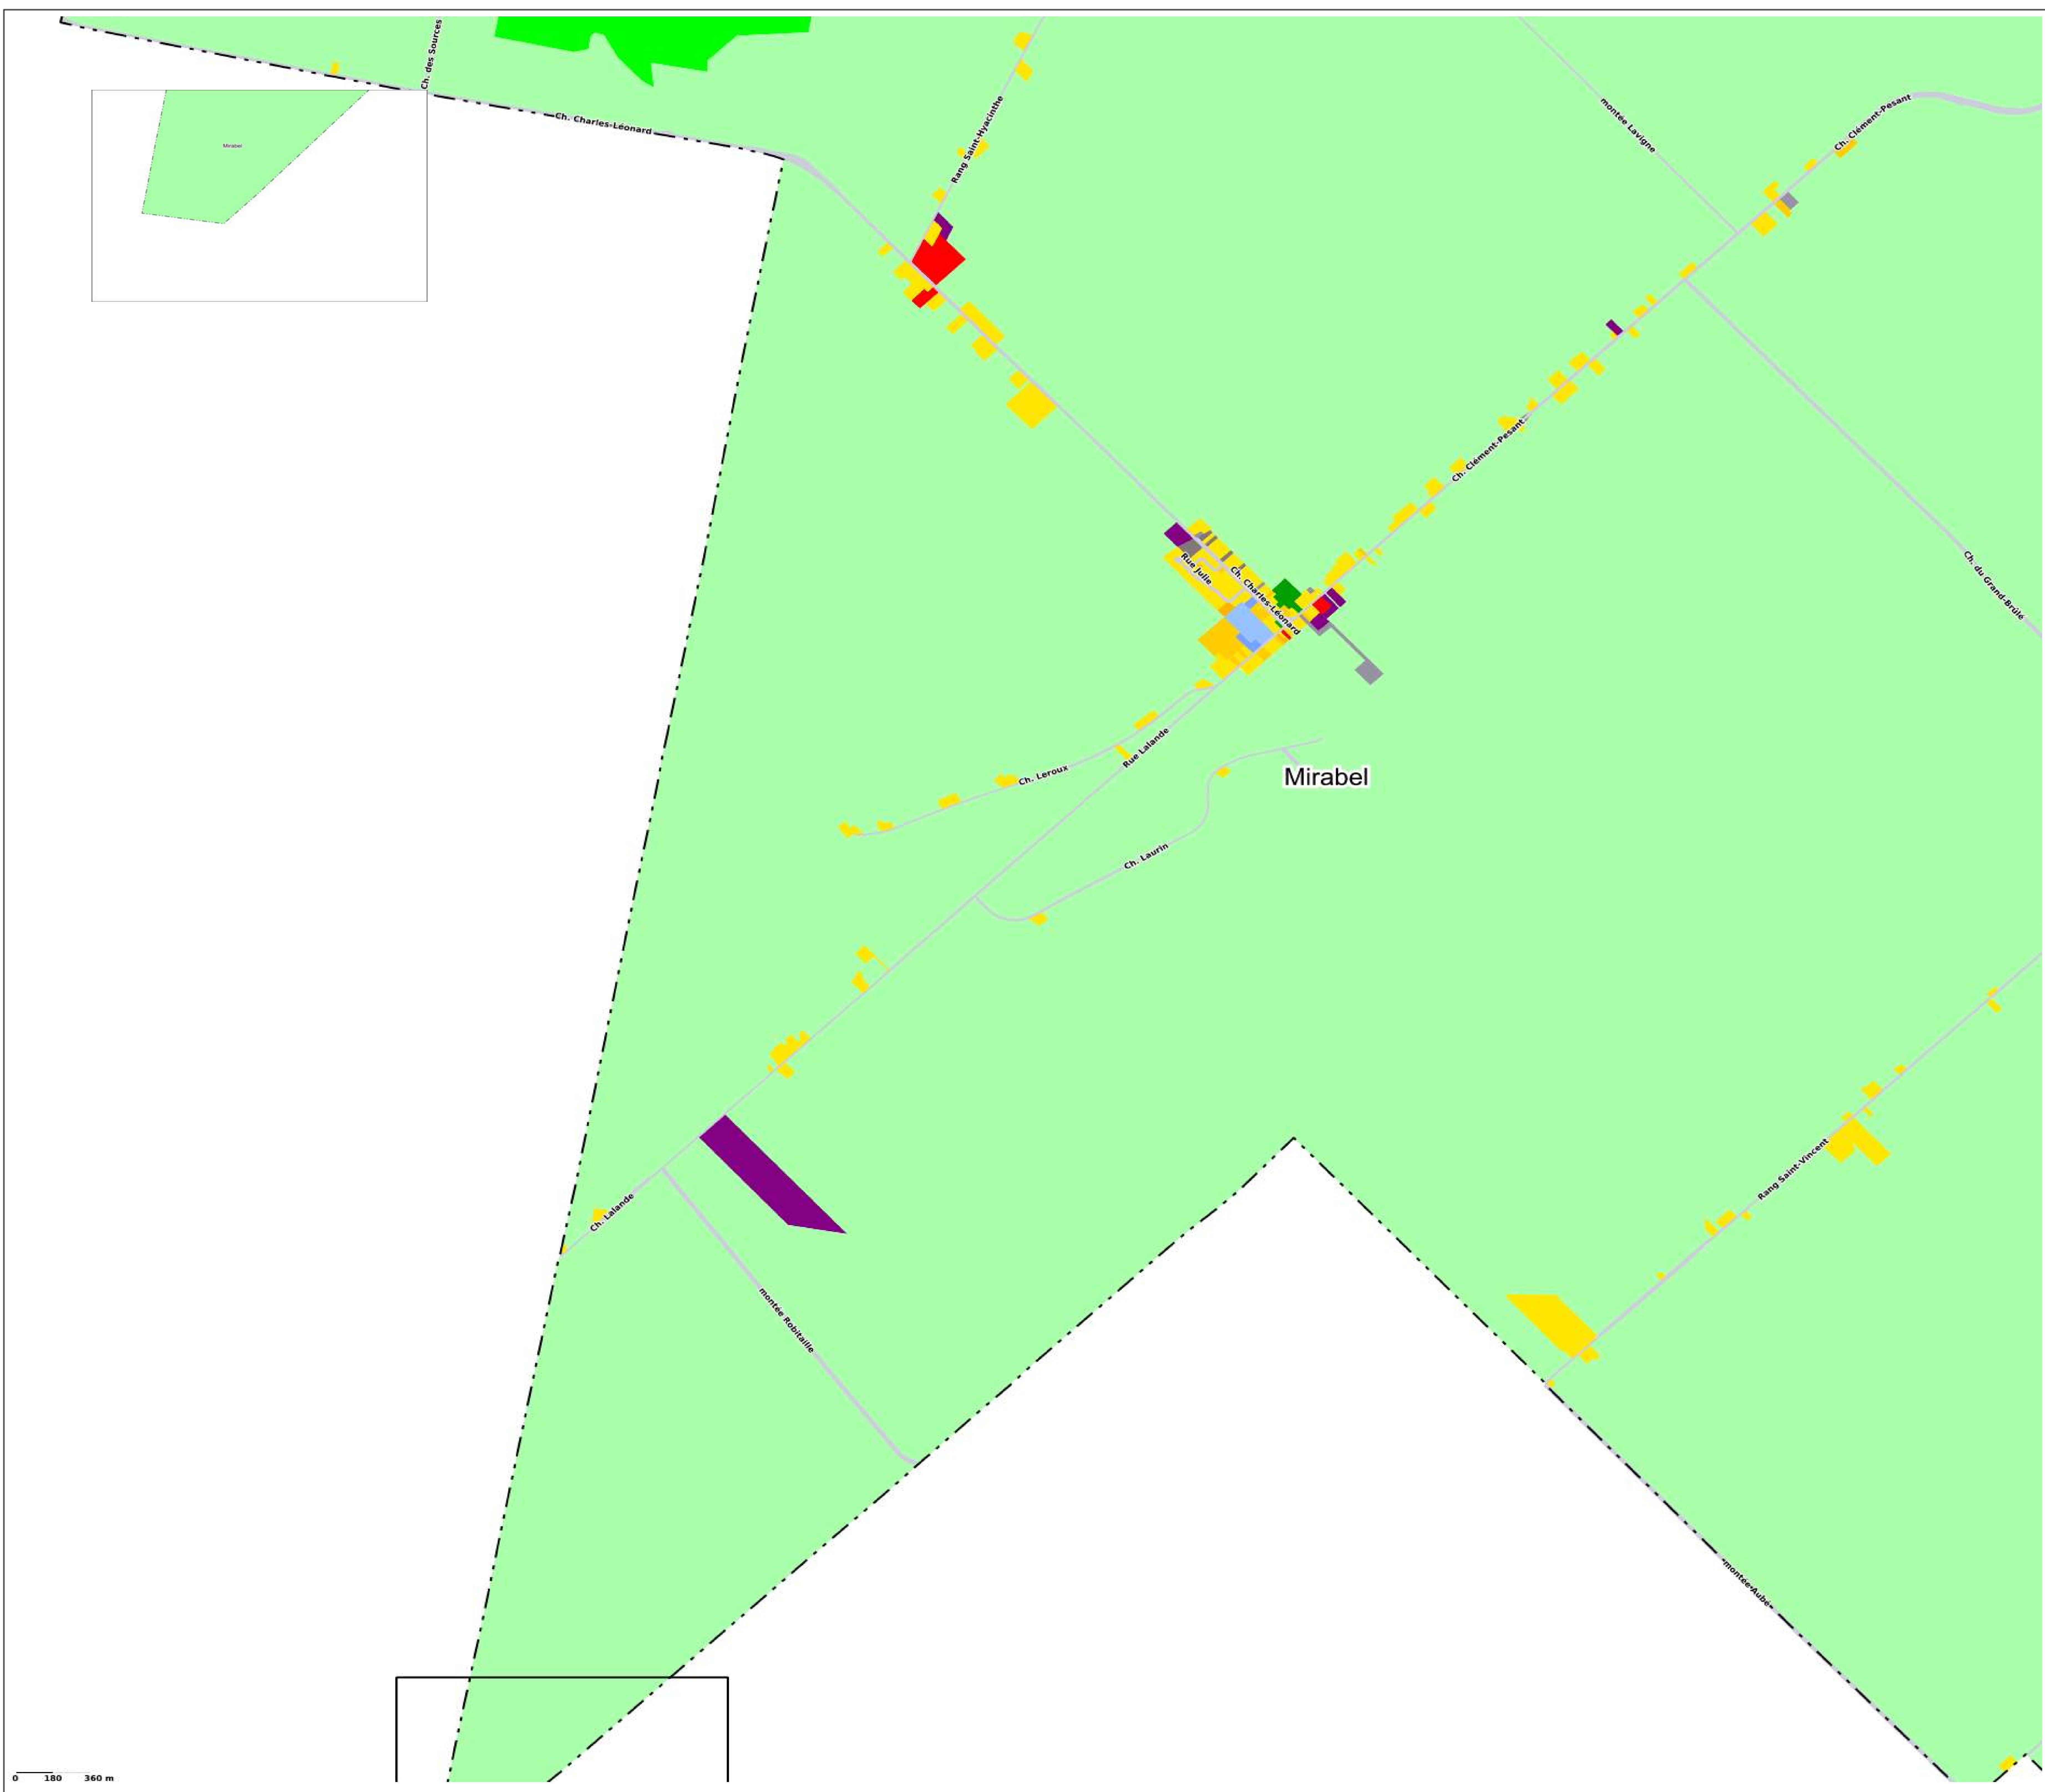 Ch. des Sources
Ch. Charles-Léonard
Rang Saint-Hyacinthe
montée Lavigne
Ch. Clément-Pesant
Mirabel
Ch. Clément-Pesant
Ch. du Grand-Brûlé
Rue Julie
Ch. Charles-Léonard
Rue Lalande
Ch. Leroux
Mirabel
Ch. Laurin
Rang Saint-Vincent
Ch. Lalande
montée Robitaille
montée Aubé
0 180 360 m